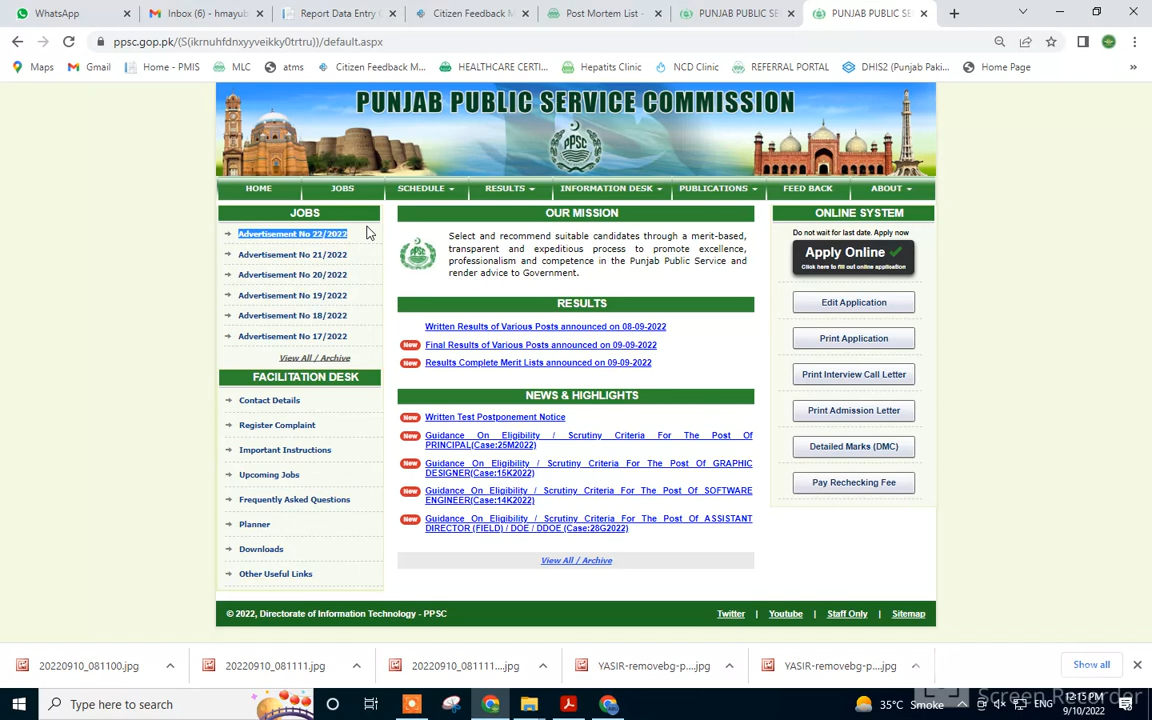 WhatsApp
Inbox (6) - hmayub
Report Data Entry
Citizen Feedback M
Post Mortem List -
PUNJAB PUBLIC SE
PUNJAB PUBLIC SE
ppsc.gop.pk/(S(ikrnuhfdnxyyveikky0trtru))/default.aspx
Maps
Gmail
Home - PMIS
MLC
atms
Citizen Feedback M...
HEALTHCARE CERTI...
Hepatits Clinic
NCD Clinic
REFERRAL PORTAL
DHIS2 (Punjab Paki...
Home Page
PUNJAB PUBLIC SERVICE COMMISSION
PPSC
HOME
JOBS
SCHEDULE
RESULTS
INFORMATION DESK
PUBLICATIONS
FEED BACK
ABOUT
JOBS
Advertisement No 22/2022
Advertisement No 21/2022
Advertisement No 20/2022
Advertisement No 19/2022
Advertisement No 18/2022
Advertisement No 17/2022
View All / Archive
FACILITATION DESK
Contact Details
Register Complaint
Important Instructions
Upcoming Jobs
Frequently Asked Questions
Planner
Downloads
Other Useful Links
OUR MISSION
Select and recommend suitable candidates through a merit-based,
transparent and expeditious process to promote excellence,
professionalism and competence in the Punjab Public Service and
render advice to Government.
RESULTS
Written Results of Various Posts announced on 08-09-2022
New Final Results of Various Posts announced on 09-09-2022
New Results Complete Merit Lists announced on 09-09-2022
NEWS & HIGHLIGHTS
New Written Test Postponement Notice
New Guidance On Eligibility / Scrutiny Criteria For The Post Of
PRINCIPAL(Case:25M2022)
New Guidance On Eligibility / Scrutiny Criteria For The Post Of GRAPHIC
DESIGNER(Case:15K2022)
New Guidance On Eligibility / Scrutiny Criteria For The Post Of SOFTWARE
ENGINEER(Case:14K2022)
New Guidance On Eligibility / Scrutiny Criteria For The Post Of ASSISTANT
DIRECTOR (FIELD) / DOE / DDOE (Case:28G2022)
View All / Archive
ONLINE SYSTEM
Do not wait for last date. Apply now
Apply Online
Click here to fill out online application
Edit Application
Print Application
Print Interview Call Letter
Print Admission Letter
Detailed Marks (DMC)
Pay Rechecking Fee
© 2022, Directorate of Information Technology - PPSC
Twitter | Youtube | Staff Only | Sitemap
20220910_081100.jpg
20220910_081111.jpg
20220910_081111....jpg
YASIR-removebg-p....jpg
YASIR-removebg-p....jpg
Show all
Type here to search
35°C Smoke
ENG
12:15 PM
9/10/2022
Screen Recorder